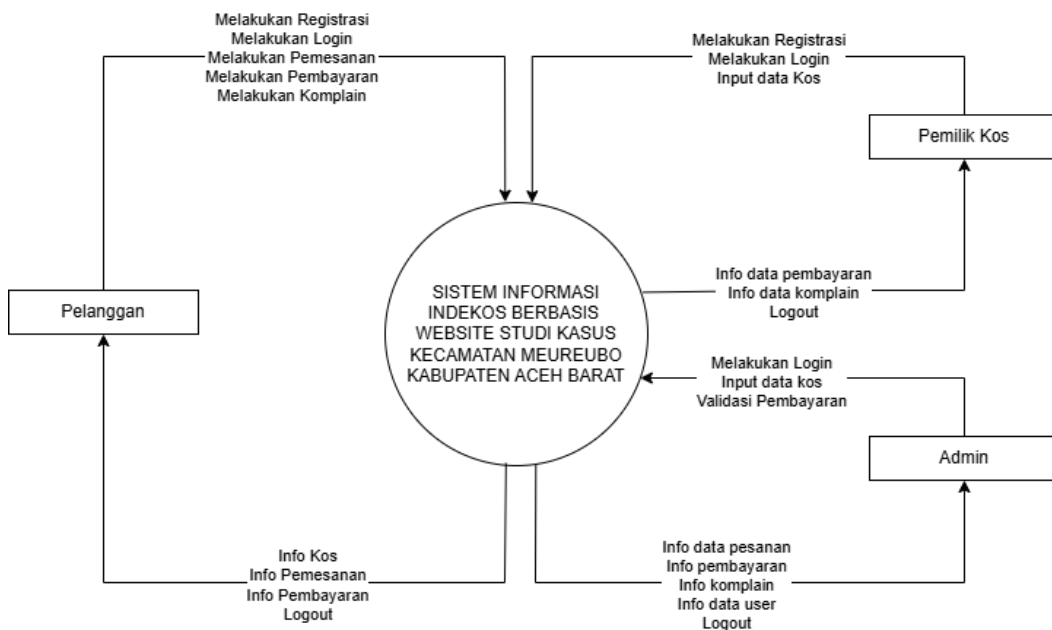 Melakukan Registrasi
Melakukan Login
Melakukan Pemesanan
Melakukan Pembayaran
Melakukan Komplain
Melakukan Registrasi
Melakukan Login
Input data Kos
Pemilik Kos
Pelanggan
SISTEM INFORMASI
INDEKOS BERBASIS
WEBSITE STUDI KASUS
KECAMATAN MEUREUBO
KABUPATEN ACEH BARAT
Info data pembayaran
Info data komplain
Logout
Melakukan Login
Input data kos
Validasi Pembayaran
Admin
Info Kos
Info Pemesanan
Info Pembayaran
Logout
Info data pesanan
Info pembayaran
Info komplain
Info data user
Logout